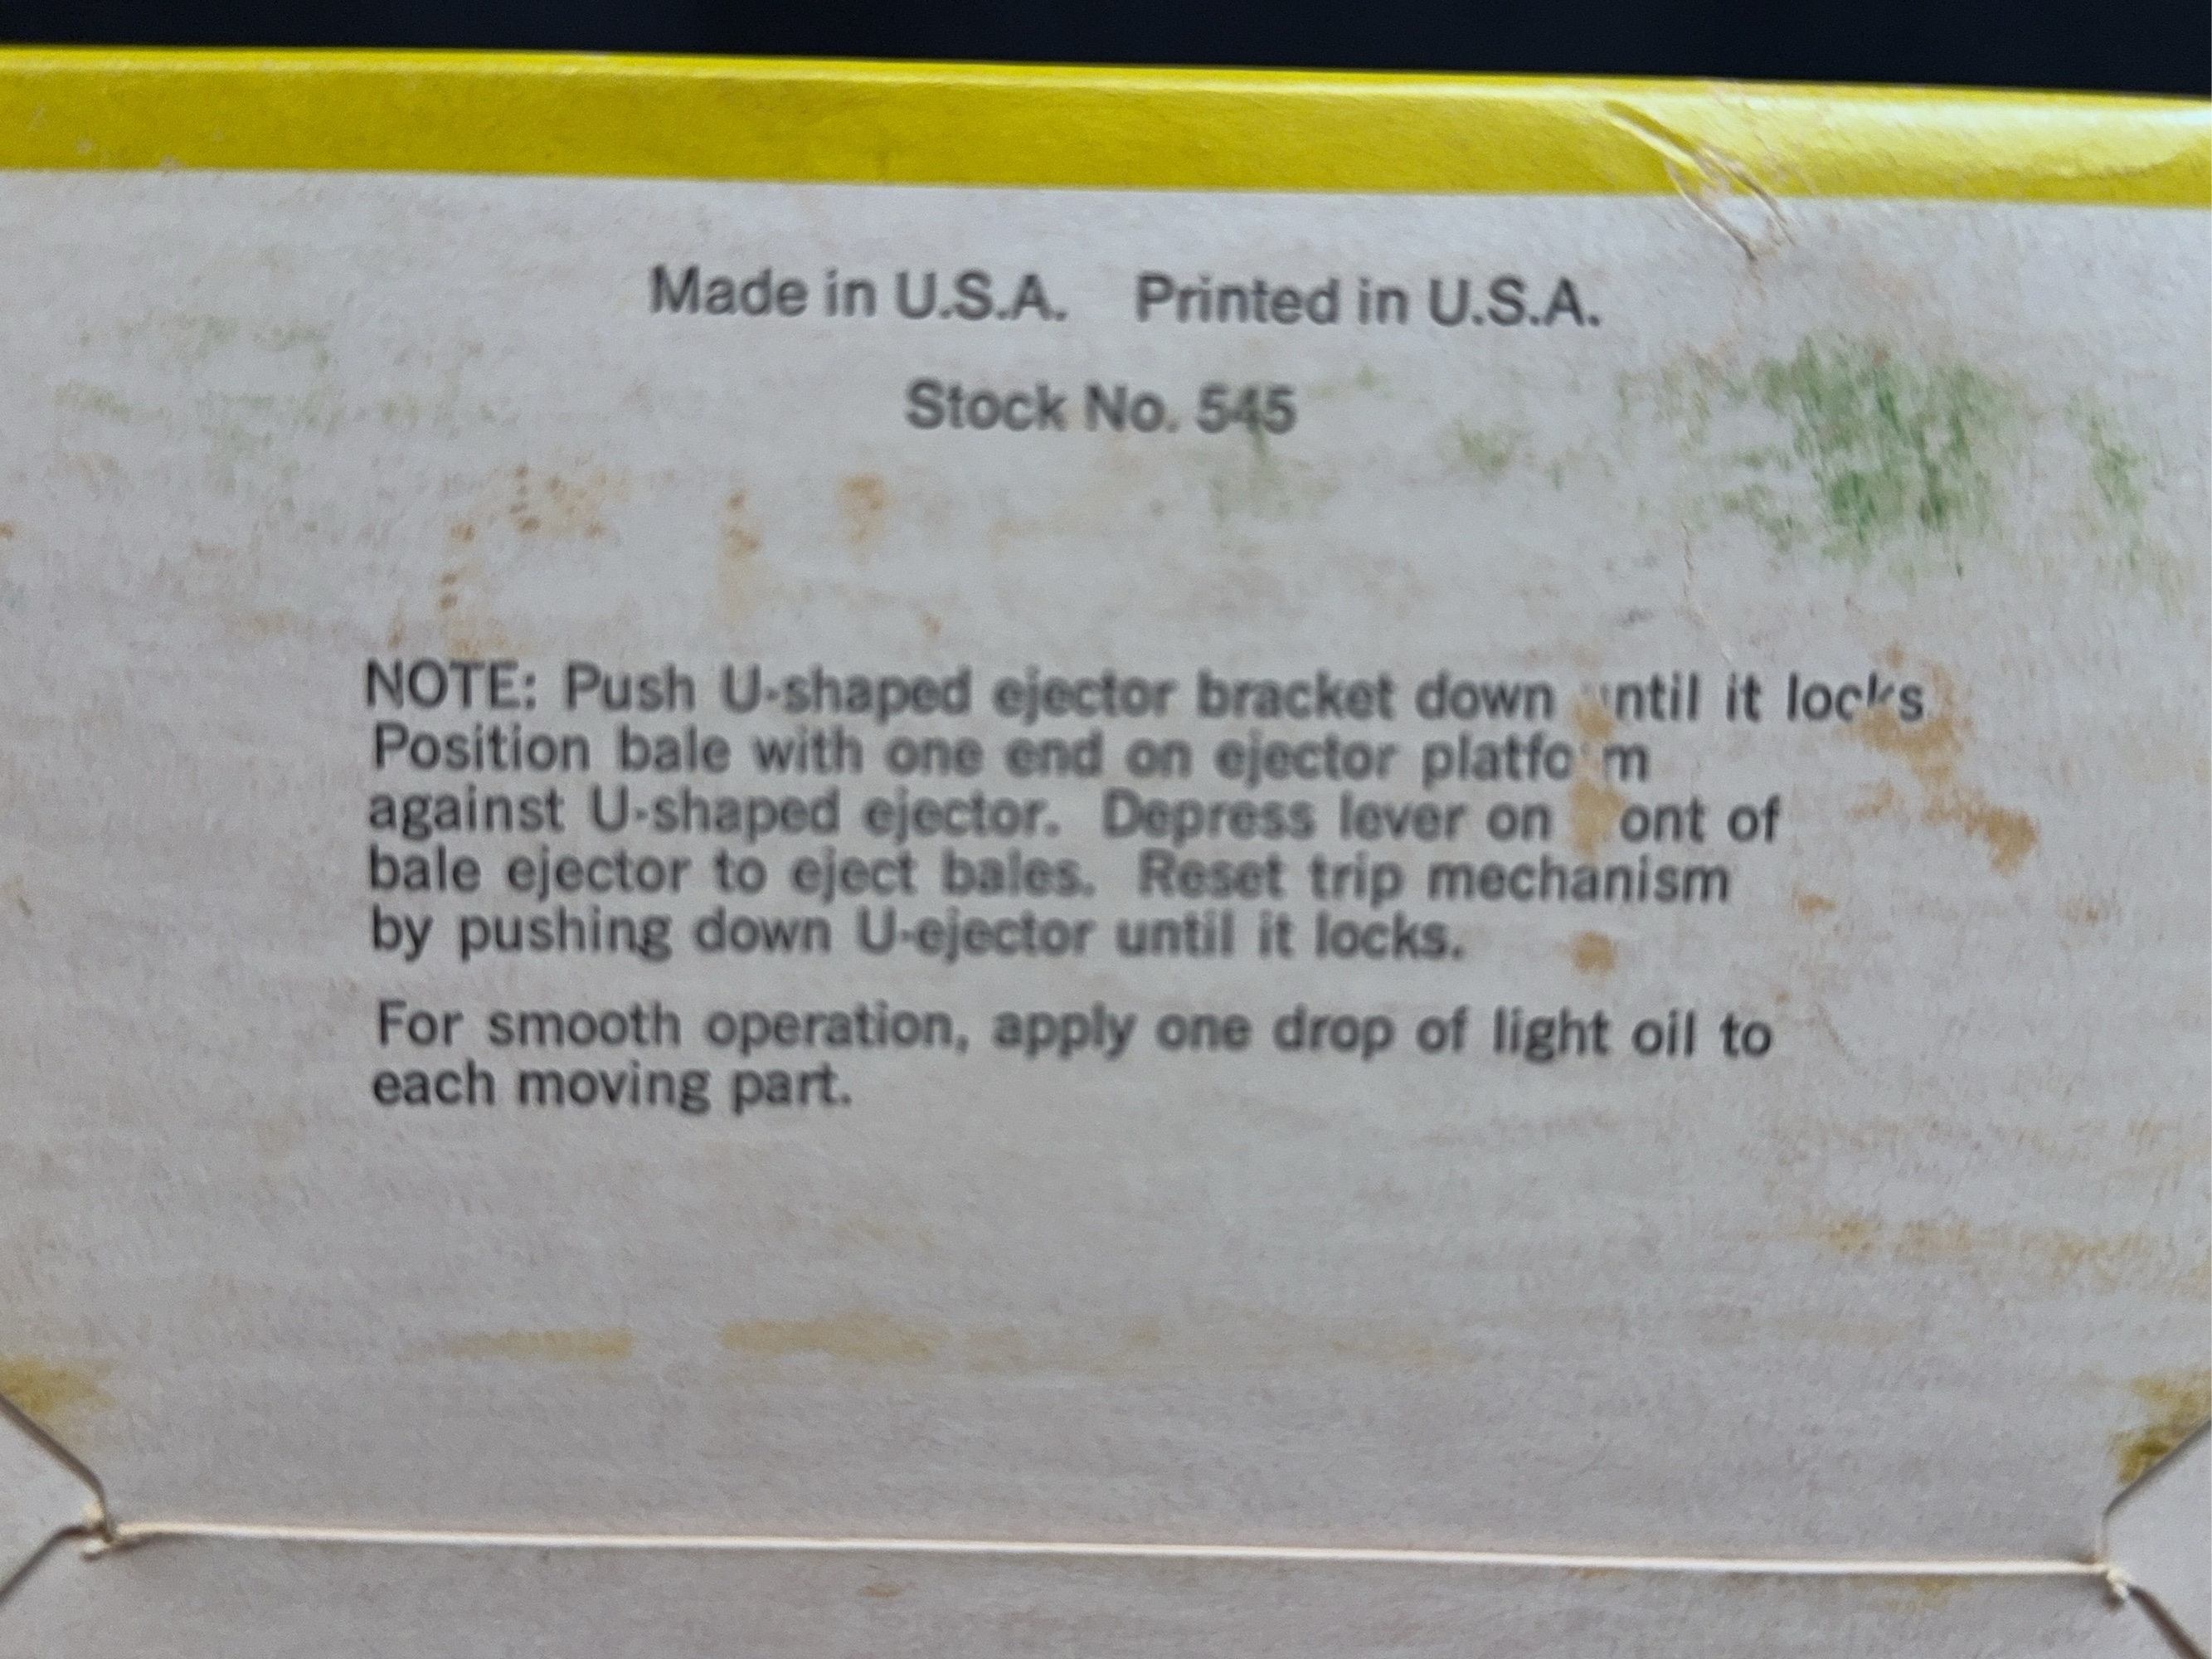 Made in U.S.A. Printed in U.S.A.
Stock No. 545
NOTE: Push U-shaped ejector bracket down until it locks
Position bale with one end on ejector platform
against U-shaped ejector. Depress lever on front of
bale ejector to eject bales. Reset trip mechanism
by pushing down U-ejector until it locks.
For smooth operation, apply one drop of light oil to
each moving part.